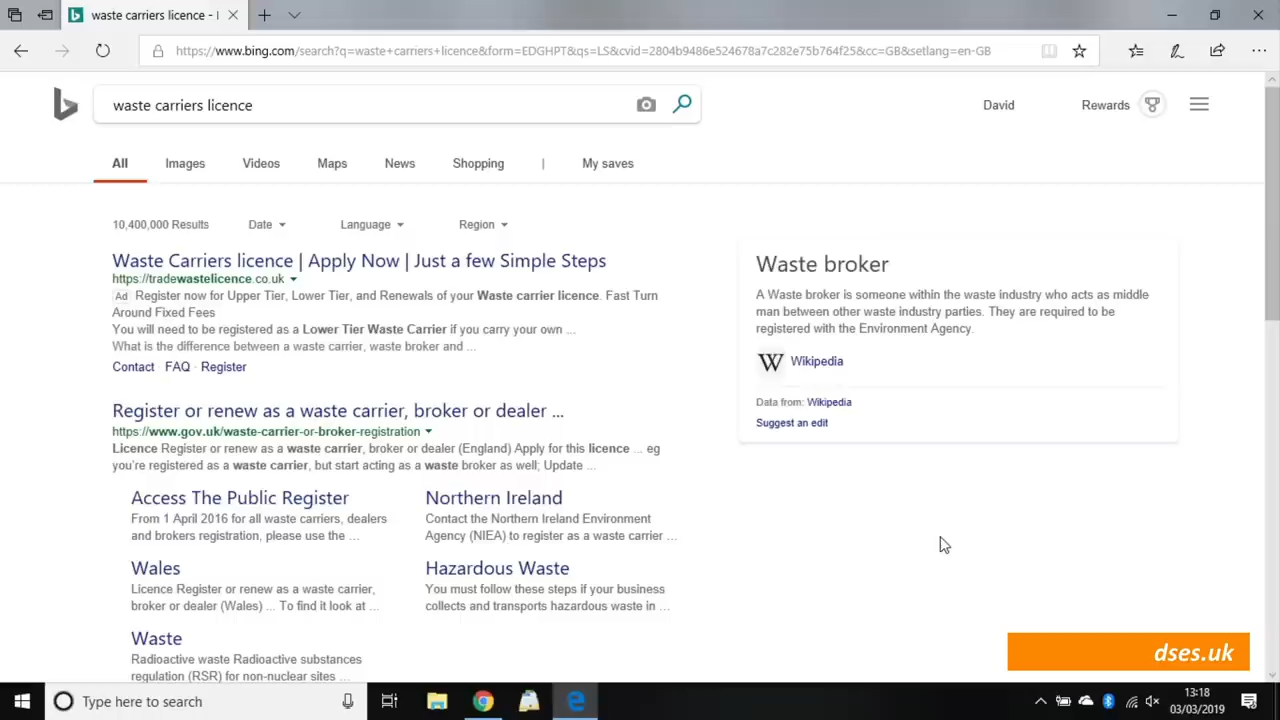 waste carriers licence - I
https://www.bing.com/search?q=waste+carriers+licence&form=EDGHPT&qs=LS&cvid=2804b9486e524678a7c282e75b764f25&cc=GB&setlang=en-GB
waste carriers licence
David
Rewards
All
Images
Videos
Maps
News
Shopping
|
My saves
10,400,000 Results
Date
Language
Region
Waste Carriers licence | Apply Now | Just a few Simple Steps
https://tradewastelicence.co.uk
Ad Register now for Upper Tier, Lower Tier, and Renewals of your Waste carrier licence. Fast Turn
Around Fixed Fees
You will need to be registered as a Lower Tier Waste Carrier if you carry your own ...
What is the difference between a waste carrier, waste broker and ...
Contact · FAQ · Register
Register or renew as a waste carrier, broker or dealer ...
https://www.gov.uk/waste-carrier-or-broker-registration
Licence Register or renew as a waste carrier, broker or dealer (England) Apply for this licence ... eg
you're registered as a waste carrier, but start acting as a waste broker as well; Update ...
Access The Public Register
From 1 April 2016 for all waste carriers, dealers
and brokers registration, please use the ...
Northern Ireland
Contact the Northern Ireland Environment
Agency (NIEA) to register as a waste carrier ...
Wales
Licence Register or renew as a waste carrier,
broker or dealer (Wales) ... To find it look at ...
Hazardous Waste
You must follow these steps if your business
collects and transports hazardous waste in ...
Waste
Radioactive waste Radioactive substances
regulation (RSR) for non-nuclear sites ...
Waste broker
A Waste broker is someone within the waste industry who acts as middle
man between other waste industry parties. They are required to be
registered with the Environment Agency.
W Wikipedia
Data from: Wikipedia
Suggest an edit
dses.uk
Type here to search
13:18
03/03/2019